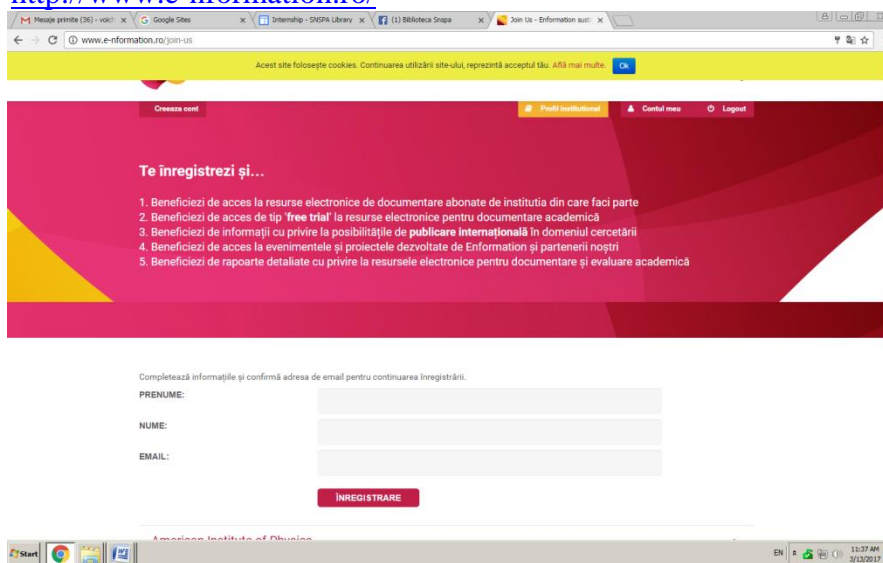 http://www.e-nformation.ro/
Mesaje primite (36) - voich
Google Sites
Internship - SNSPA Library
(1) Biblioteca Snspa
Join Us - Enformation sust
www.e-nformation.ro/join-us
Acest site folosește cookies. Continuarea utilizării site-ului, reprezintă acceptul tău. Află mai multe. Ok
Creeaza cont
Profil institutional
Contul meu
Logout
Te înregistrezi și...
1. Beneficiezi de acces la resurse electronice de documentare abonate de institutia din care faci parte
2. Beneficiezi de acces de tip 'free trial' la resurse electronice pentru documentare academică
3. Beneficiezi de informații cu privire la posibilitățile de publicare internațională în domeniul cercetării
4. Beneficiezi de acces la evenimentele și proiectele dezvoltate de Enformation și partenerii noștri
5. Beneficiezi de rapoarte detaliate cu privire la resursele electronice pentru documentare și evaluare academică
Completează informațiile și confirmă adresa de email pentru continuarea înregistrării.
PRENUME:
NUME:
EMAIL:
ÎNREGISTRARE
American Institute of Physics
Start
EN
11:37 AM
3/13/2017